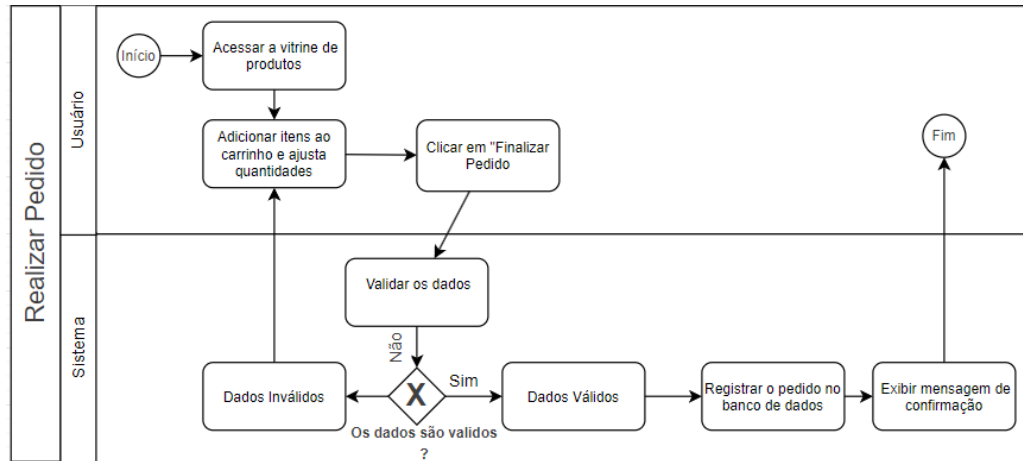 Realizar Pedido
Usuário
Início
Acessar a vitrine de
produtos
Adicionar itens ao
carrinho e ajusta
quantidades
Clicar em "Finalizar
Pedido
Fim
Sistema
Validar os dados
Não
Dados Inválidos
X
Sim
Os dados são validos
?
Dados Válidos
Registrar o pedido no
banco de dados
Exibir mensagem de
confirmação